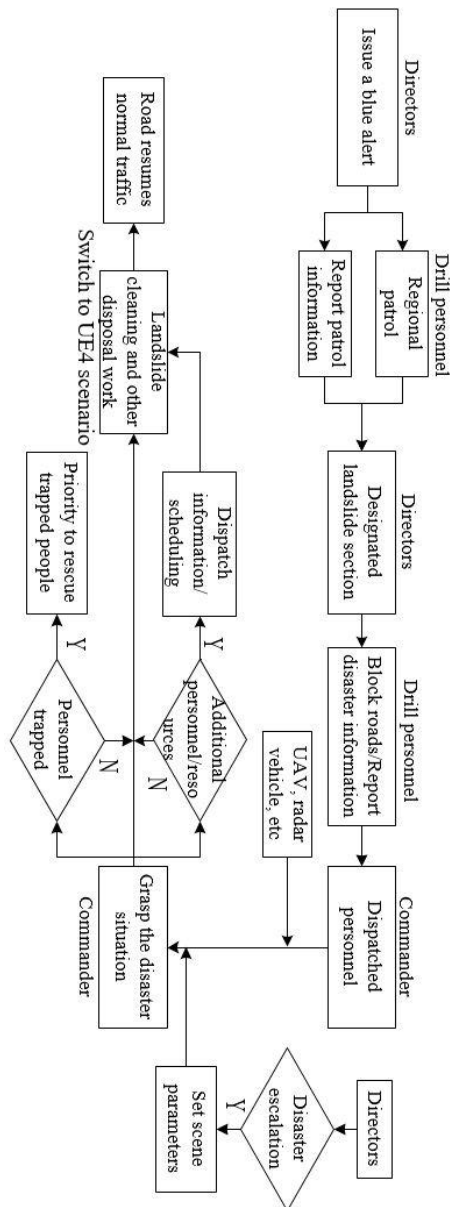 Directors
Issue a blue alert
Drill personnel
Regional
patrol
Report patrol
information
Directors
Designated
landslide section
Drill personnel
Block roads/Report
disaster information
Commander
Dispatched
personnel
UAV, radar
vehicle, etc
Directors
Disaster
escalation
Y
Set scene
parameters
Grasp the disaster
situation
Commander
Additional
personnel/reso
urces
N
Y
Dispatch
information/
scheduling
Personnel
trapped
N
Y
Priority to rescue
trapped people
Landslide
cleaning and other
disposal work
Switch to UE4 scenario
Road resumes
normal traffic